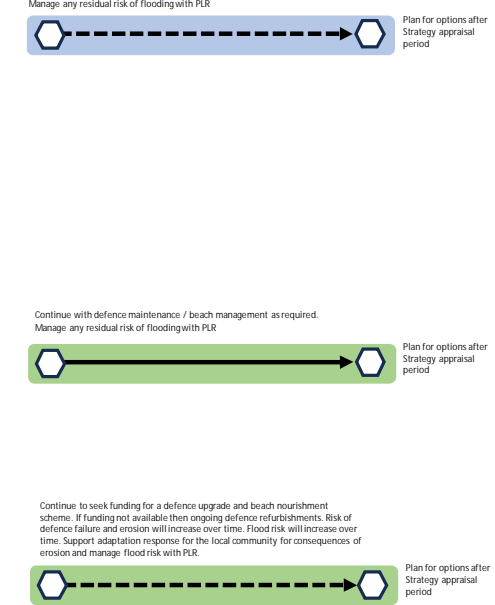 Manage any residual risk of flooding with PLR
Plan for options after
Strategy appraisal
period
Continue with defence maintenance / beach management as required.
Manage any residual risk of flooding with PLR
Plan for options after
Strategy appraisal
period
Continue to seek funding for a defence upgrade and beach nourishment
scheme. If funding not available then ongoing defence refurbishments. Risk of
defence failure and erosion will increase over time. Flood risk will increase over
time. Support adaptation response for the local community for consequences of
erosion and manage flood risk with PLR.
Plan for options after
Strategy appraisal
period